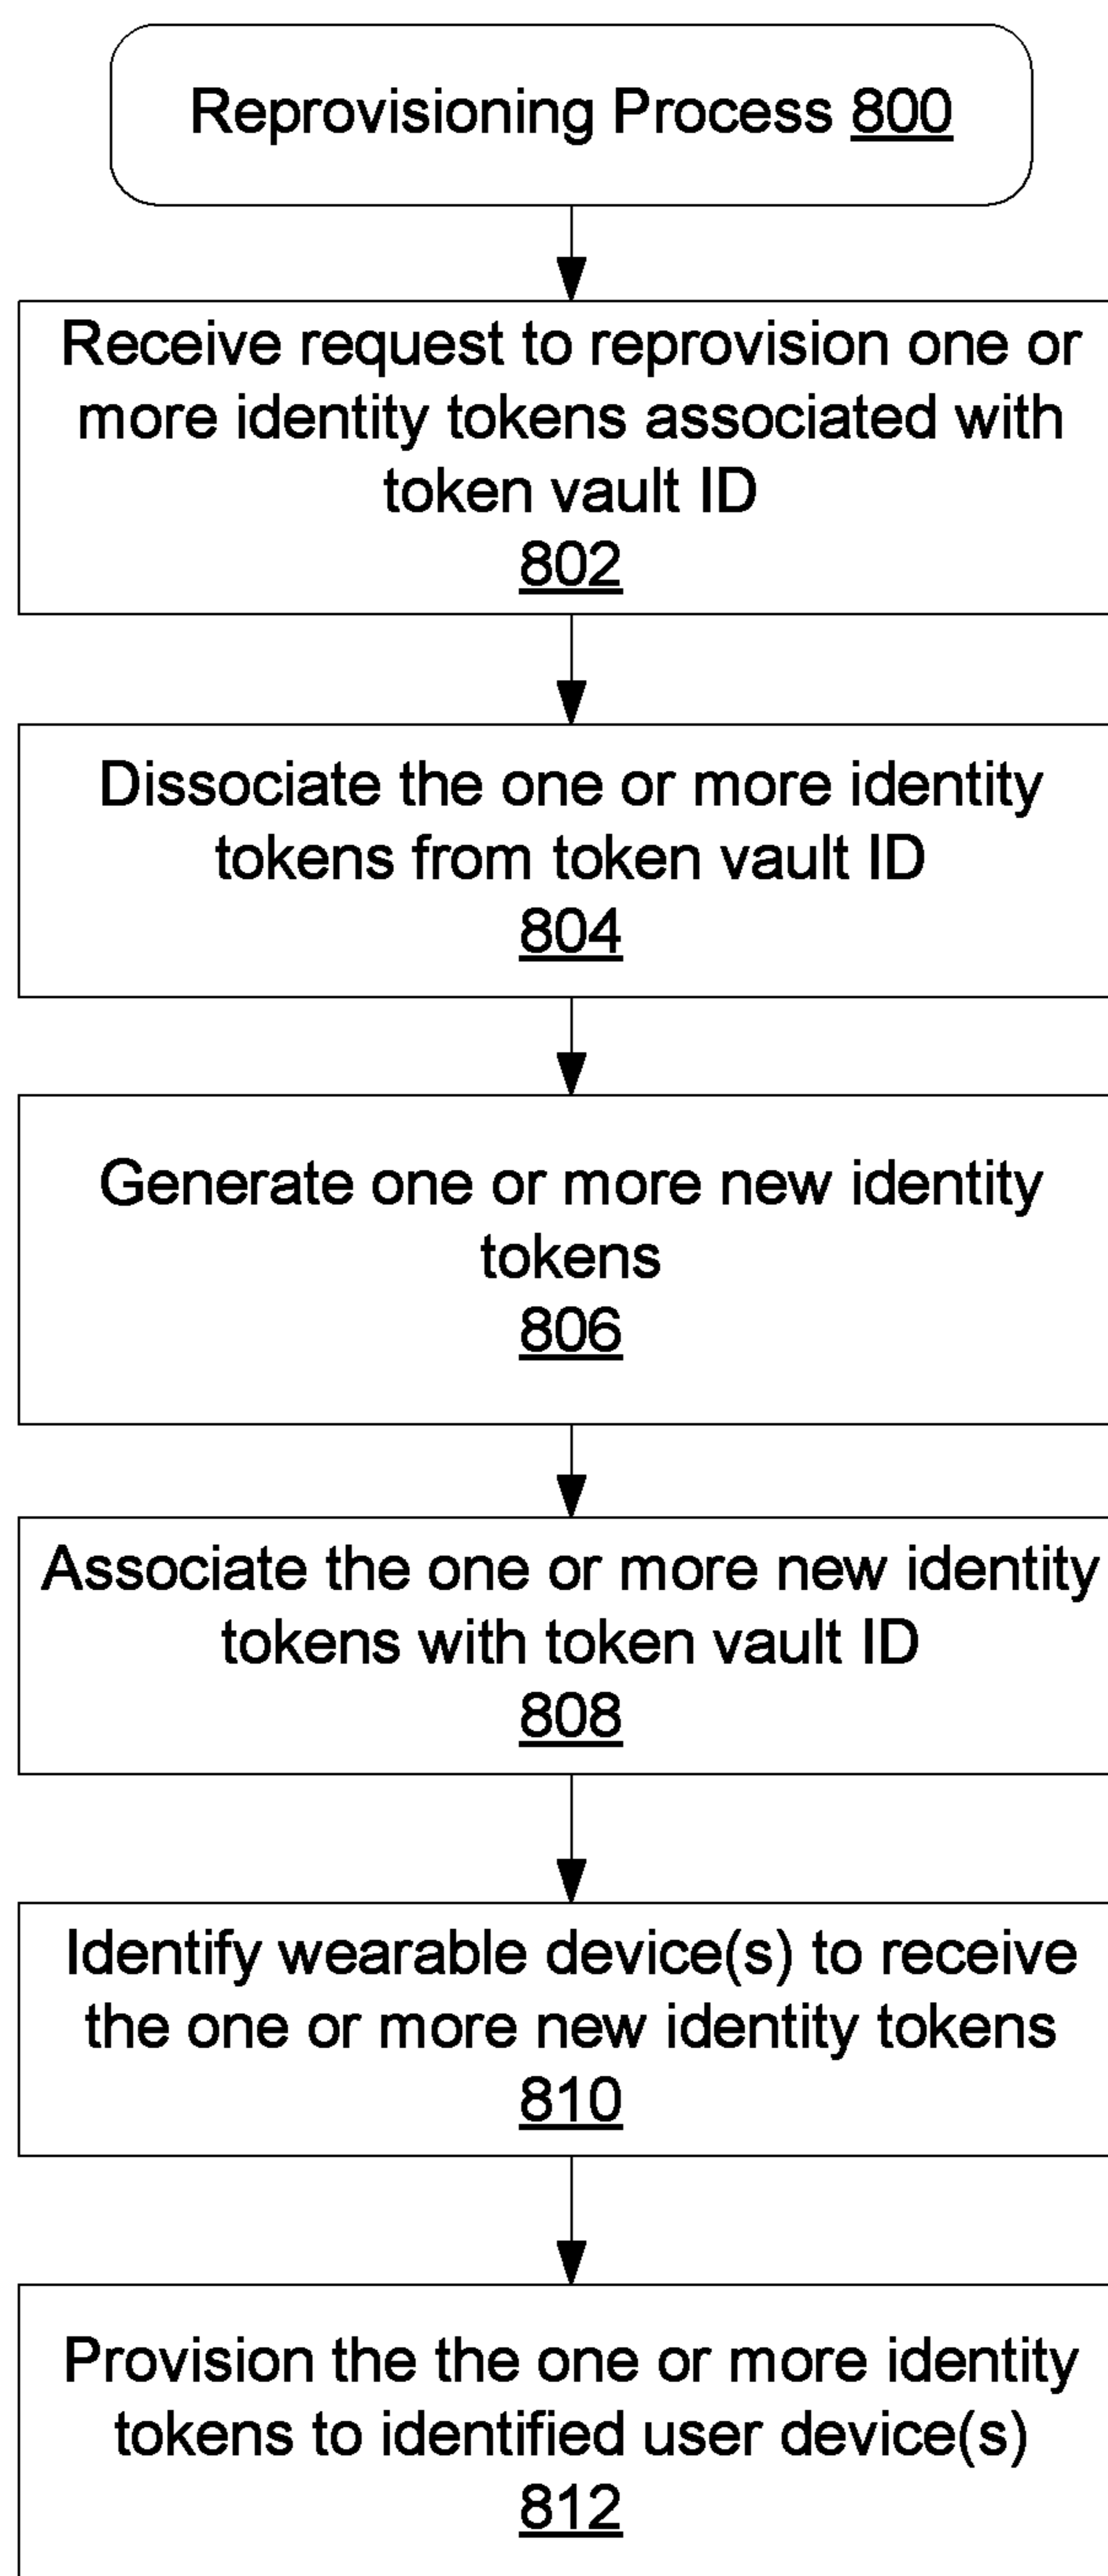 Reprovisioning Process 800
Receive request to reprovision one or
more identity tokens associated with
token vault ID
802
Dissociate the one or more identity
tokens from token vault ID
804
Generate one or more new identity
tokens
806
Associate the one or more new identity
tokens with token vault ID
808
Identify wearable device(s) to receive
the one or more new identity tokens
810
Provision the the one or more identity
tokens to identified user device(s)
812